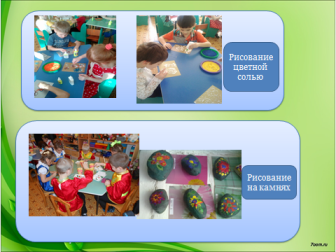 Рисование
цветной
солью
Рисование
на камнях